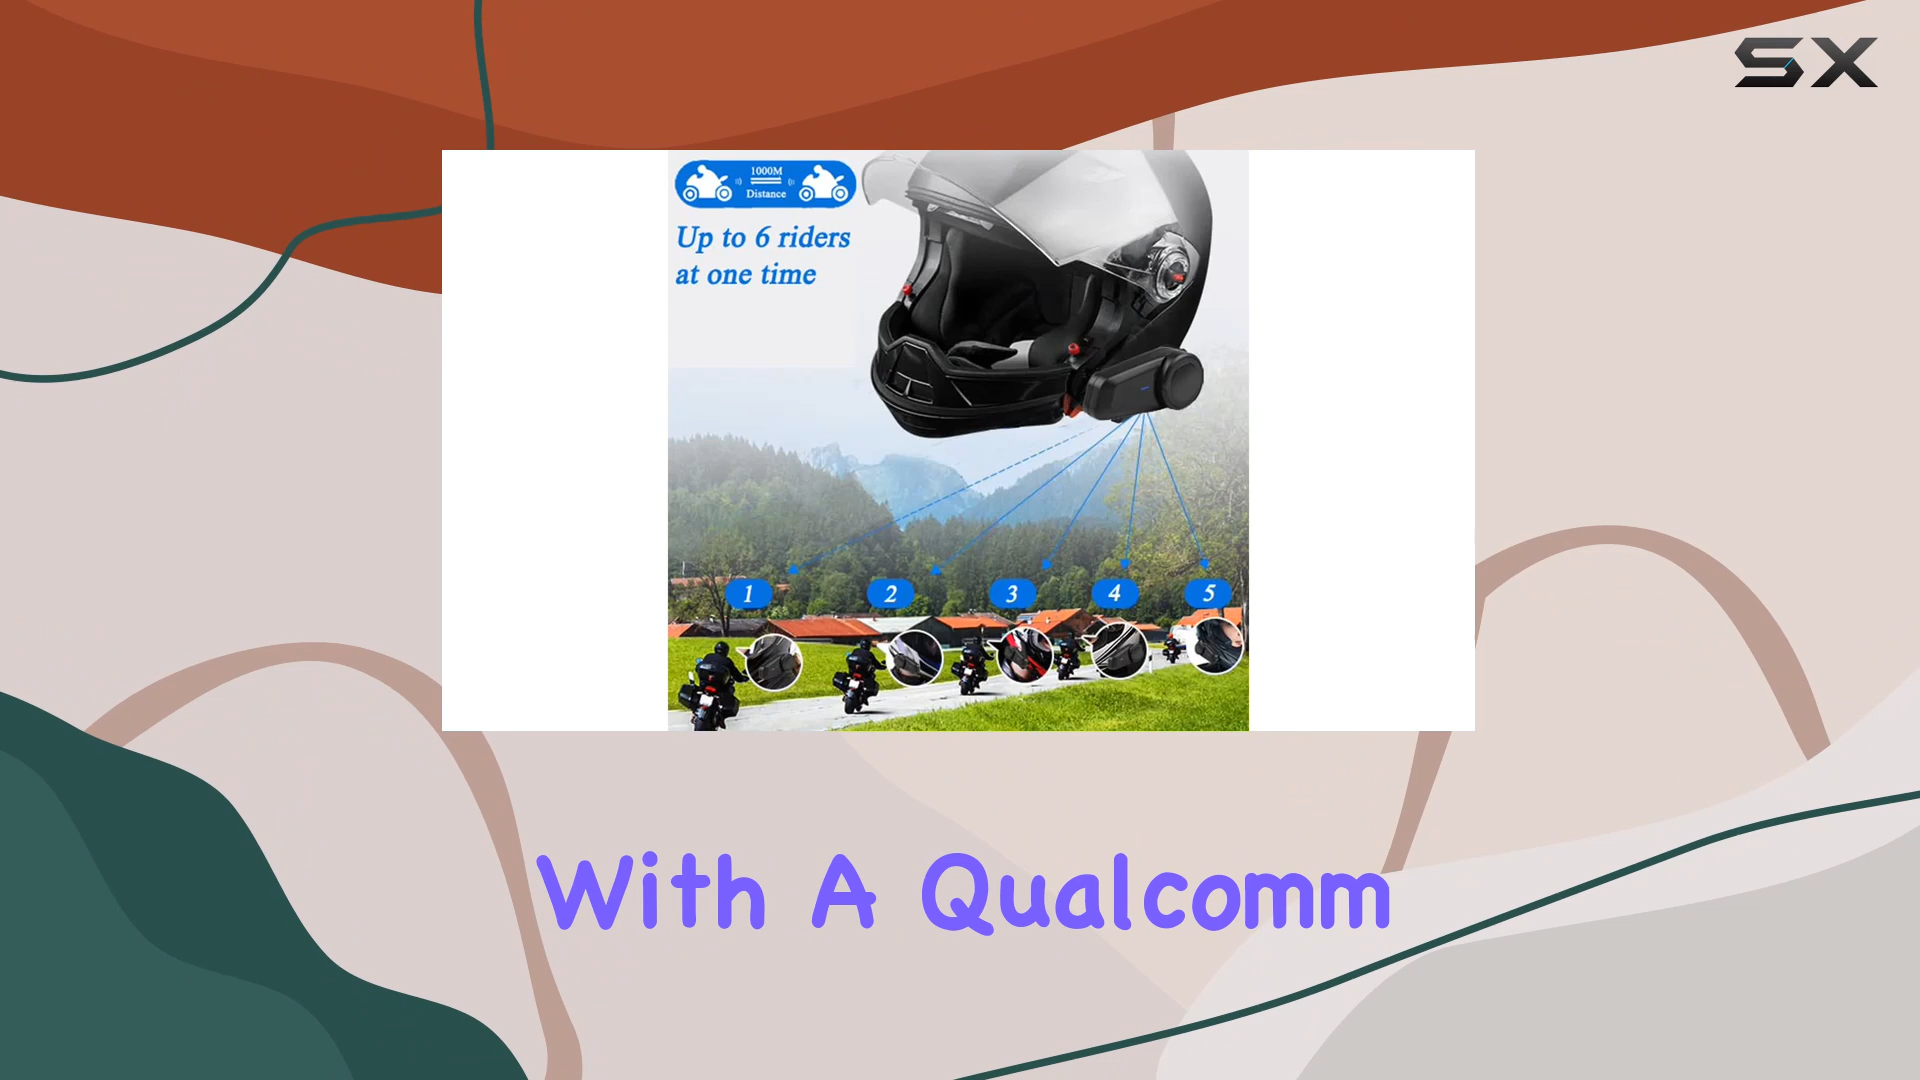 SX
1000M
Distance
Up to 6 riders
at one time
1 2 3 4 5
With A Qualcomm